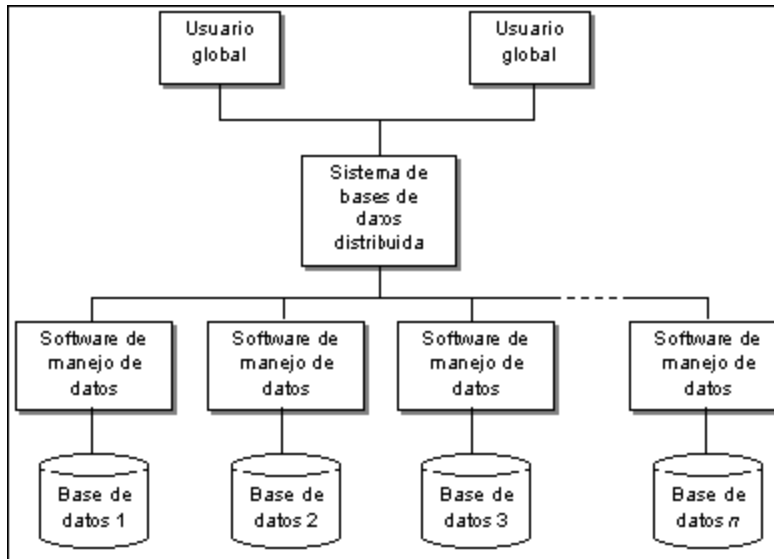 Usuario
global
Usuario
global
Sistema de
bases de
datos
distribuida
Software de
manejo de
datos
Software de
manejo de
datos
Software de
manejo de
datos
Software de
manejo de
datos
Base de
datos 1
Base de
datos 2
Base de
datos 3
Base de
datos n